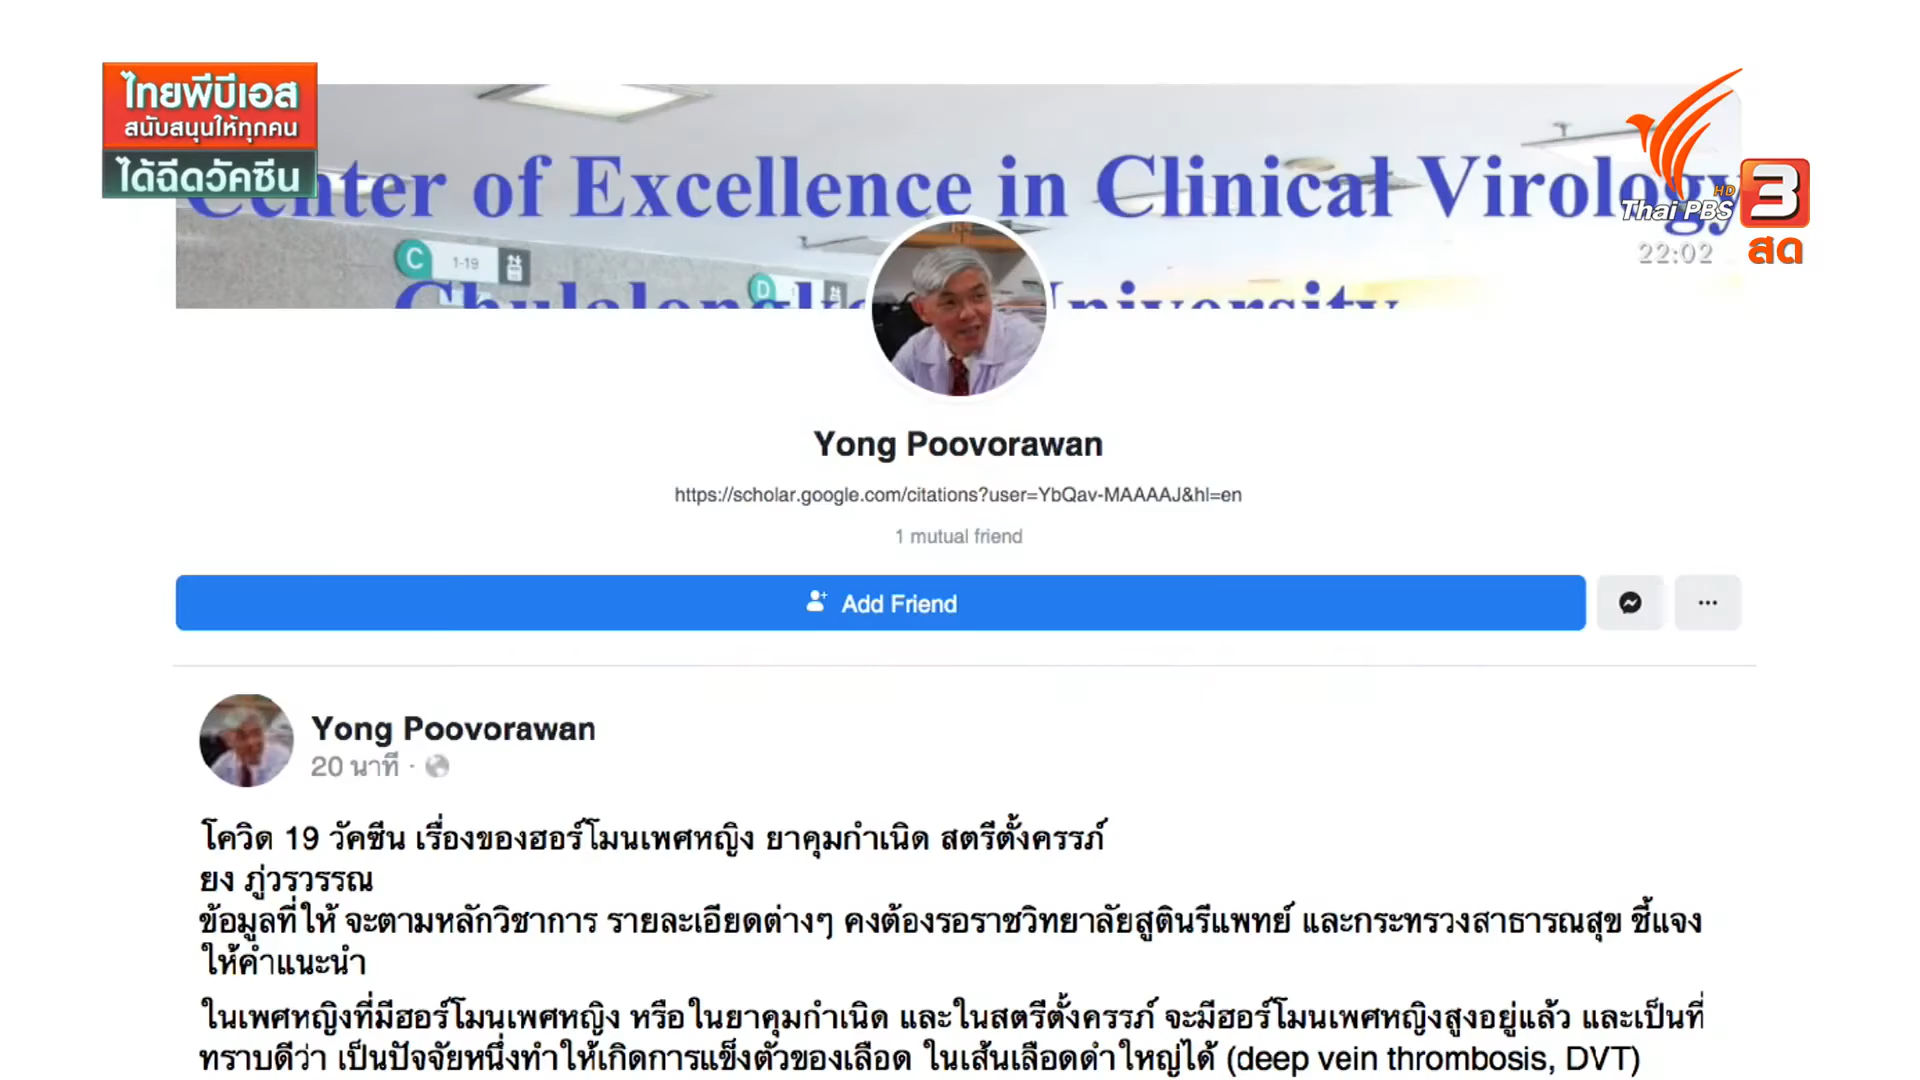 ไทยพีบีเอส
สนับสนุนให้ทุกคน
ได้ฉีดวัคซีน
Center of Excellence in Clinical Virology
Chulalongkorn University
C 1-19
D
HD
Thai PBS 3
22:02 สด
Yong Poovorawan
https://scholar.google.com/citations?user=YbQav-MAAAAJ&hl=en
1 mutual friend
Add Friend
Yong Poovorawan
20 นาที ·
โควิด 19 วัคซีน เรื่องของฮอร์โมนเพศหญิง ยาคุมกำเนิด สตรีตั้งครรภ์
ยง ภู่วรวรรณ
ข้อมูลที่ให้ จะตามหลักวิชาการ รายละเอียดต่างๆ คงต้องรอราชวิทยาลัยสูตินรีแพทย์ และกระทรวงสาธารณสุข ชี้แจง
ให้คำแนะนำ
ในเพศหญิงที่มีฮอร์โมนเพศหญิง หรือในยาคุมกำเนิด และในสตรีตั้งครรภ์ จะมีฮอร์โมนเพศหญิงสูงอยู่แล้ว และเป็นที่
ทราบดีว่า เป็นปัจจัยหนึ่งทำให้เกิดการแข็งตัวของเลือด ในเส้นเลือดดำใหญ่ได้ (deep vein thrombosis, DVT)